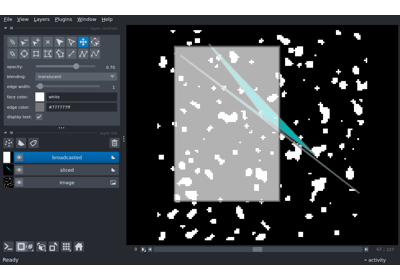 File View Layers Plugins Window Help
opacity: 0.70
blending: translucent
edge width: 1
face color: white
edge color: #777777ff
display text:
broadcasted
sliced
image
Ready
activity